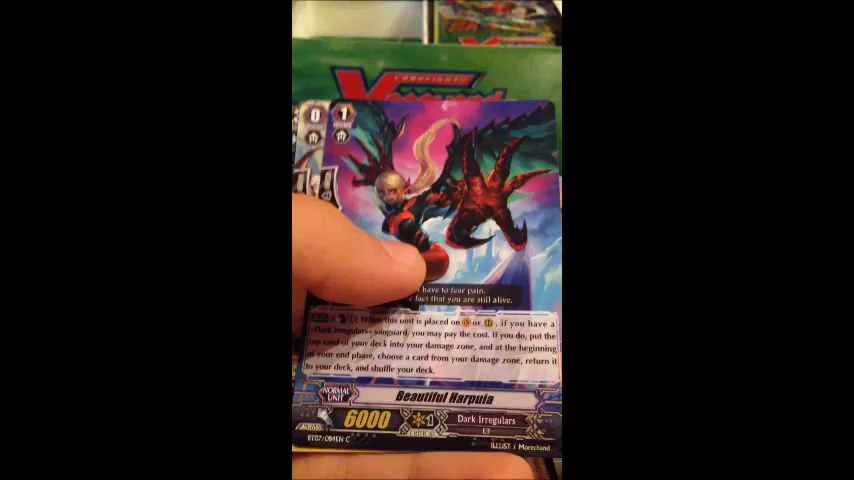 CARDFIGHT!!
VANGUARD
0
1
have to fear pain.
fact that you are still alive.
When this unit is placed on or , if you have a
«Dark Irregulars» vanguard, you may pay the cost. If you do, put the
top card of your deck into your damage zone, and at the beginning
of your end phase, choose a card from your damage zone, return it
to your deck, and shuffle your deck.
NORMAL UNIT
Beautiful Harpuia
6000
1
CRITICAL
Dark Irregulars
Elf
BT07/084EN C
ILLUST / Morechand